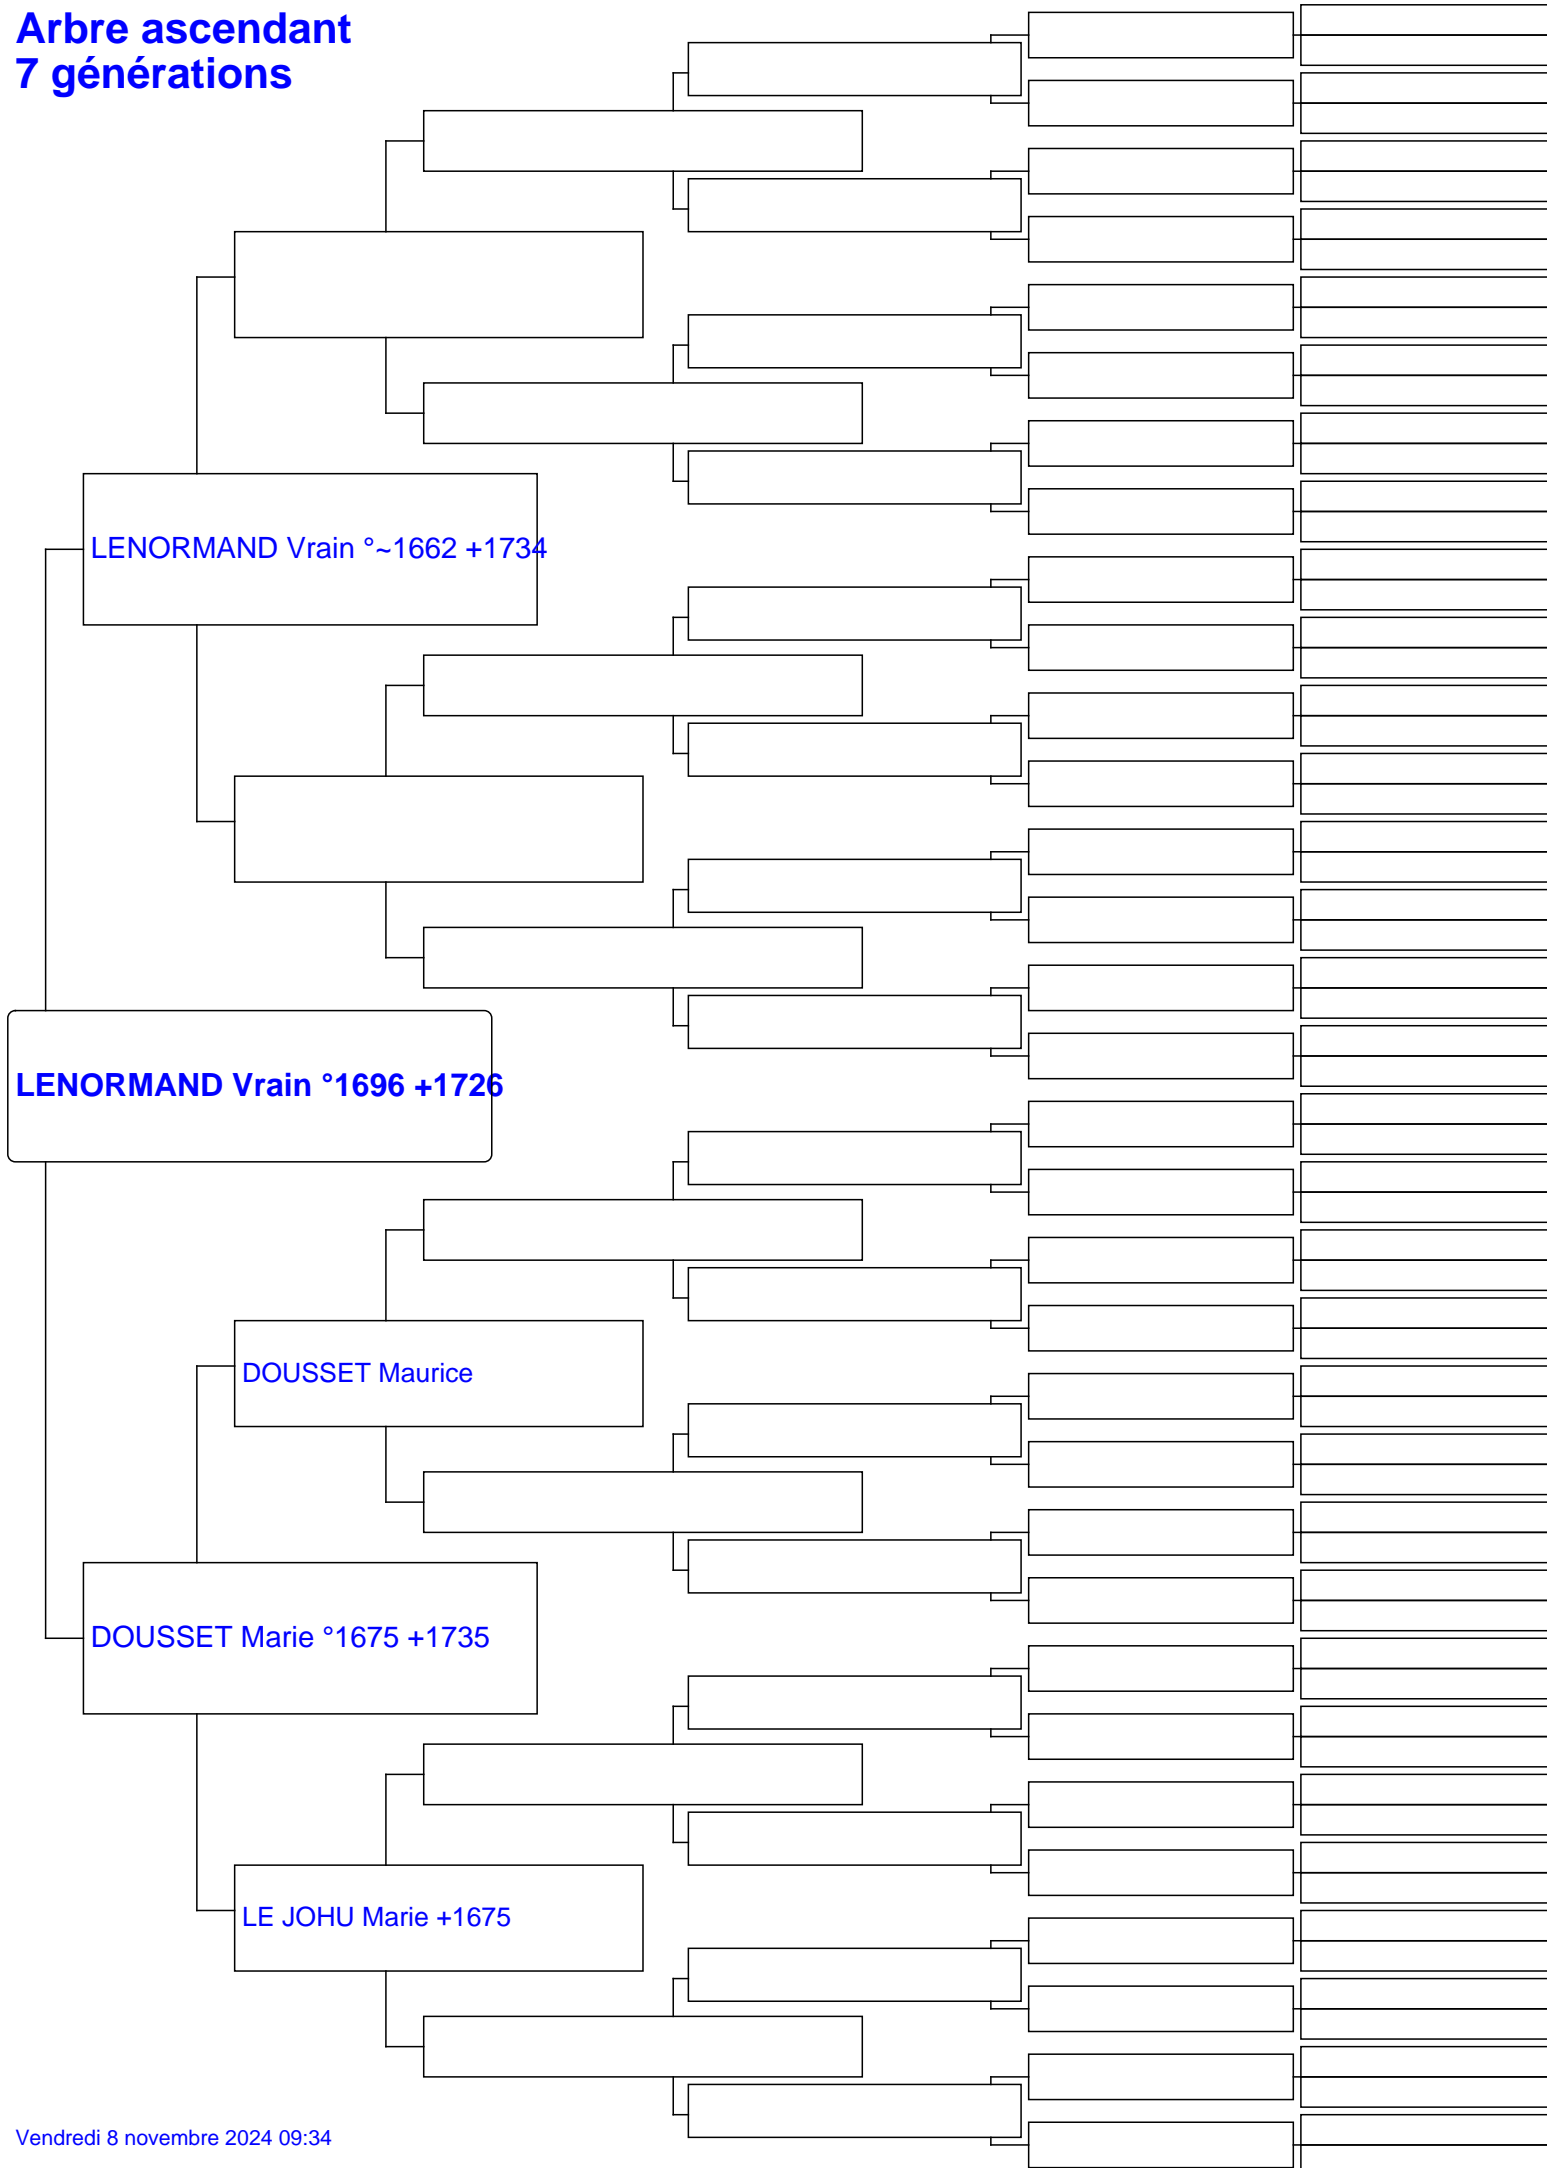 Arbre ascendant
7 générations
LENORMAND Vrain °~1662 +1734
LENORMAND Vrain °1696 +1726
DOUSSET Maurice
DOUSSET Marie °1675 +1735
LE JOHU Marie +1675
Vendredi 8 novembre 2024 09:34